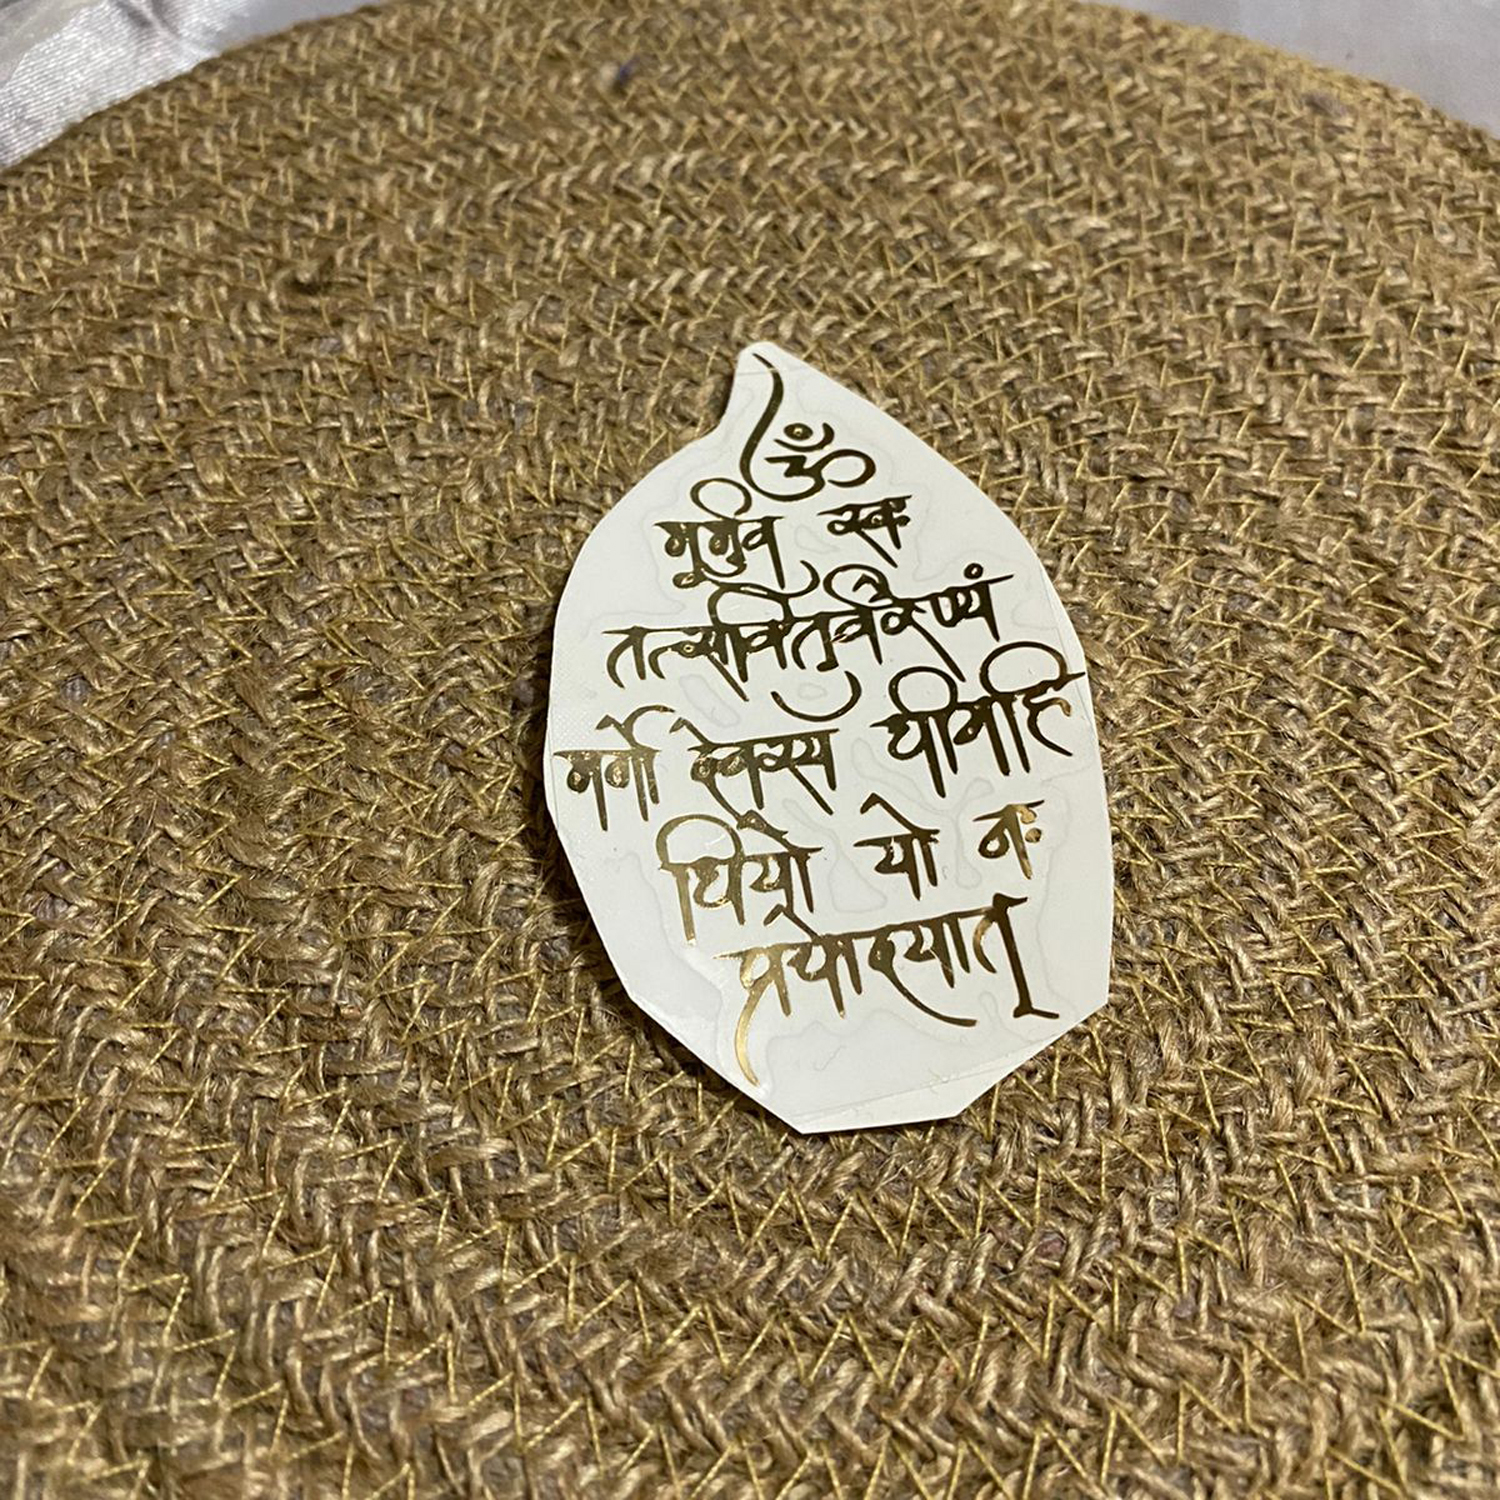 ॐ
भूर्भुव स्वः
तत्सवितुर्वरेण्यं
भर्गो देवस्य धीमहि
धियो यो नः
प्रचोदयात्